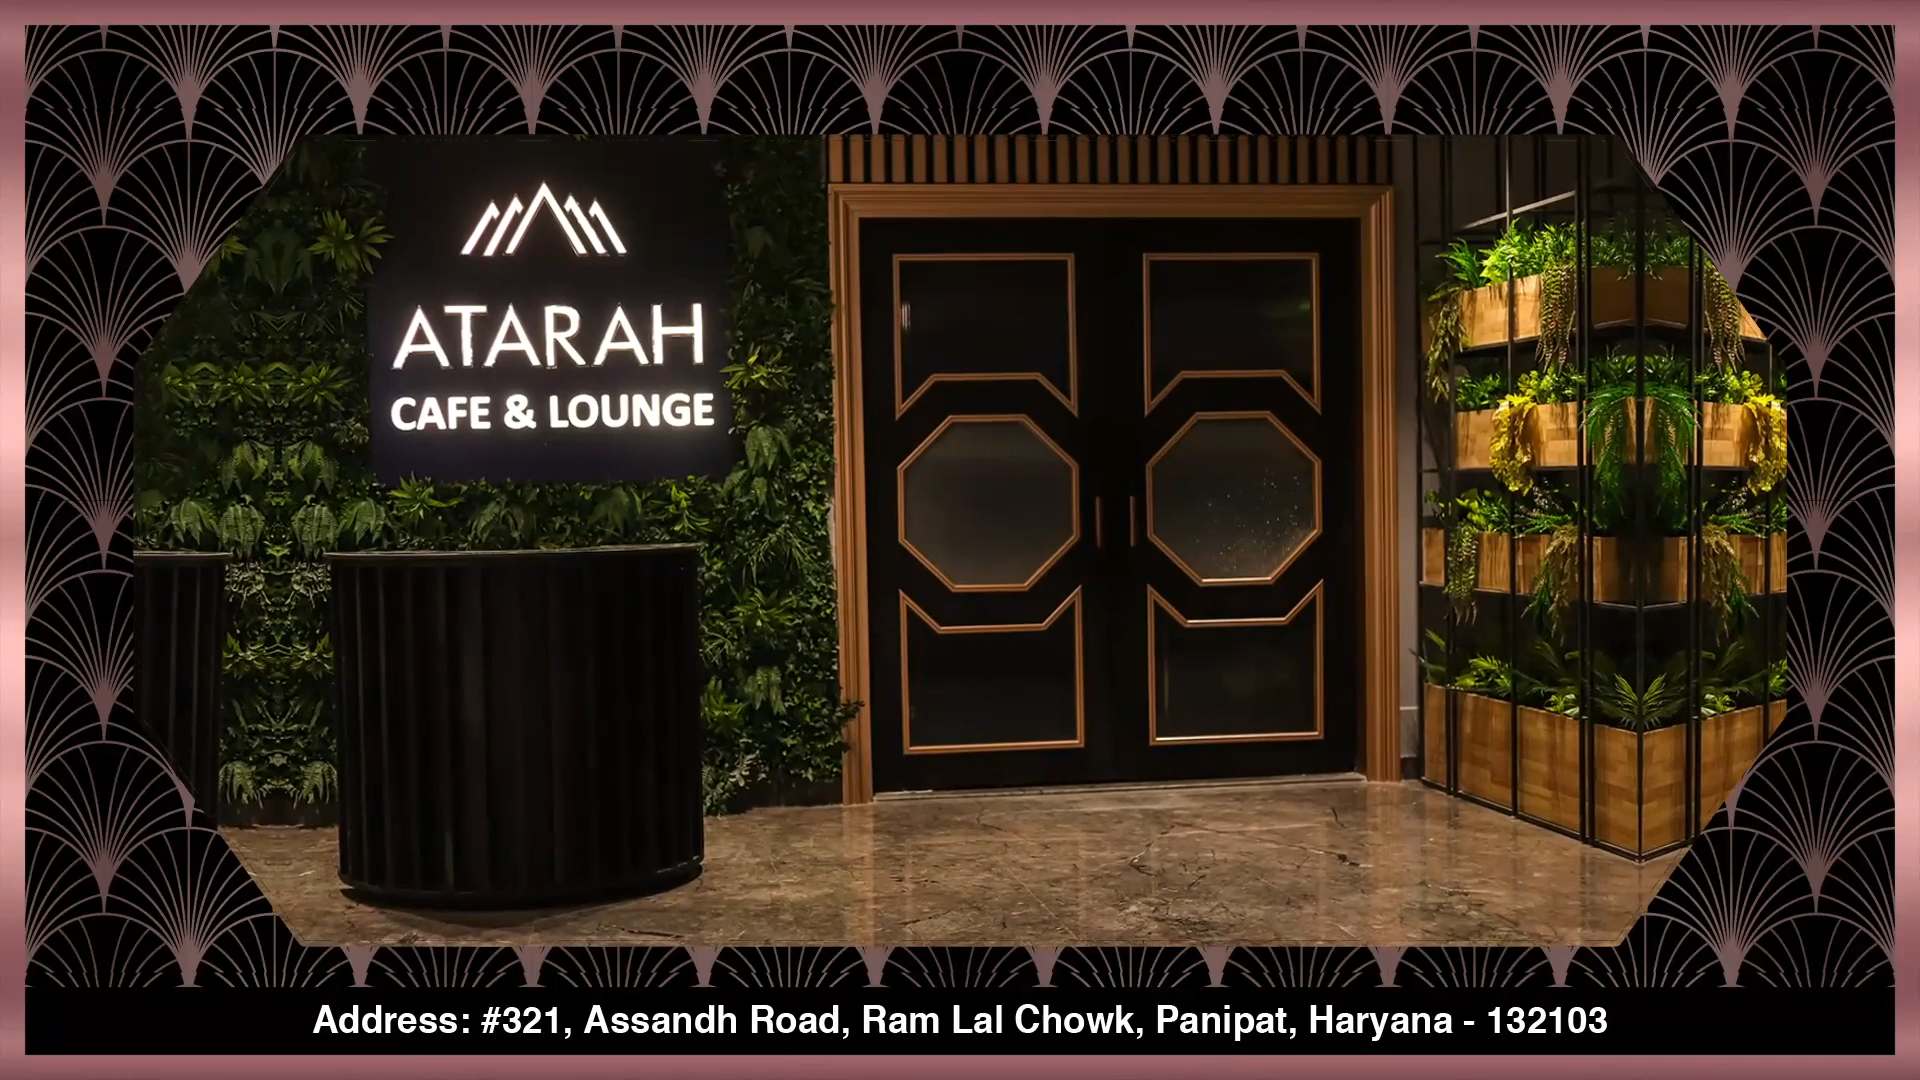 ATARAH
CAFE & LOUNGE
Address: #321, Assandh Road, Ram Lal Chowk, Panipat, Haryana - 132103